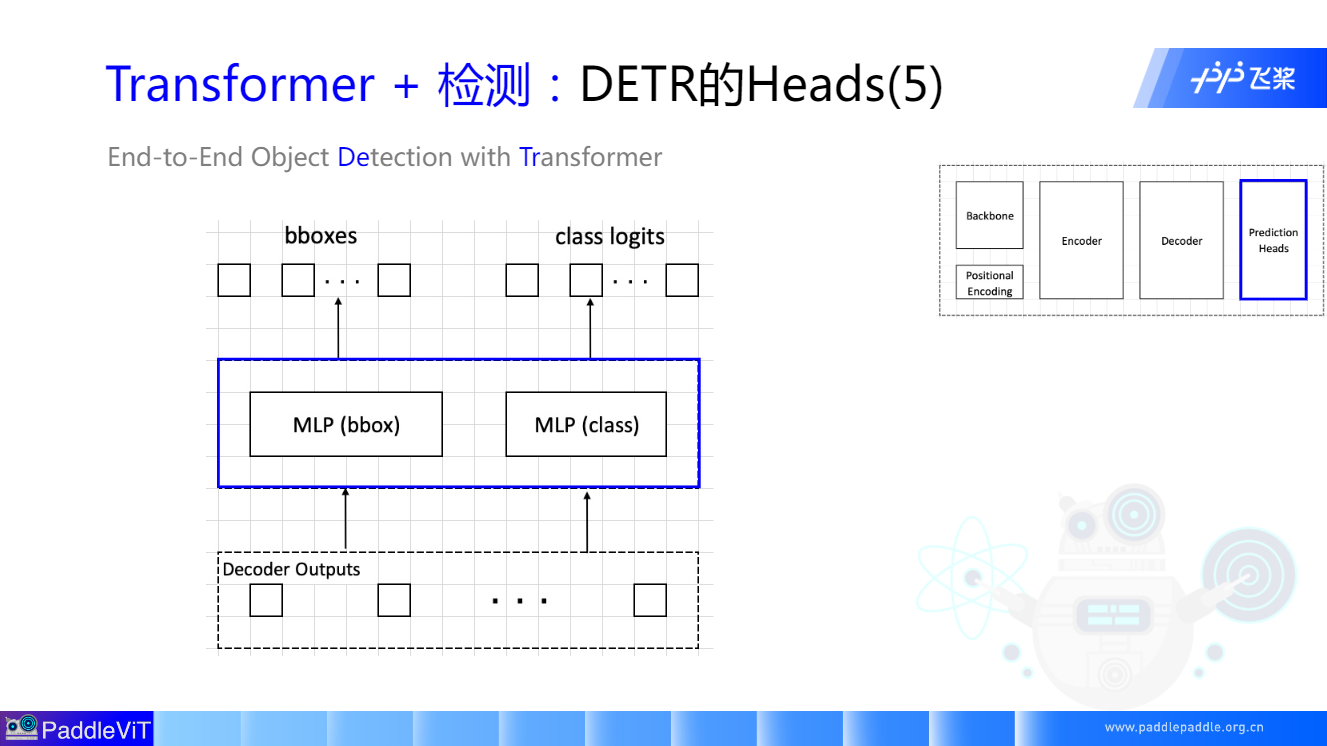 Transformer + 检测：DETR的Heads(5)
飞桨
End-to-End Object Detection with Transformer
Backbone
Positional
Encoding
Encoder
Decoder
Prediction
Heads
bboxes
class logits
. . .
. . .
MLP (bbox)
MLP (class)
Decoder Outputs
. . .
PaddleViT
www.paddlepaddle.org.cn